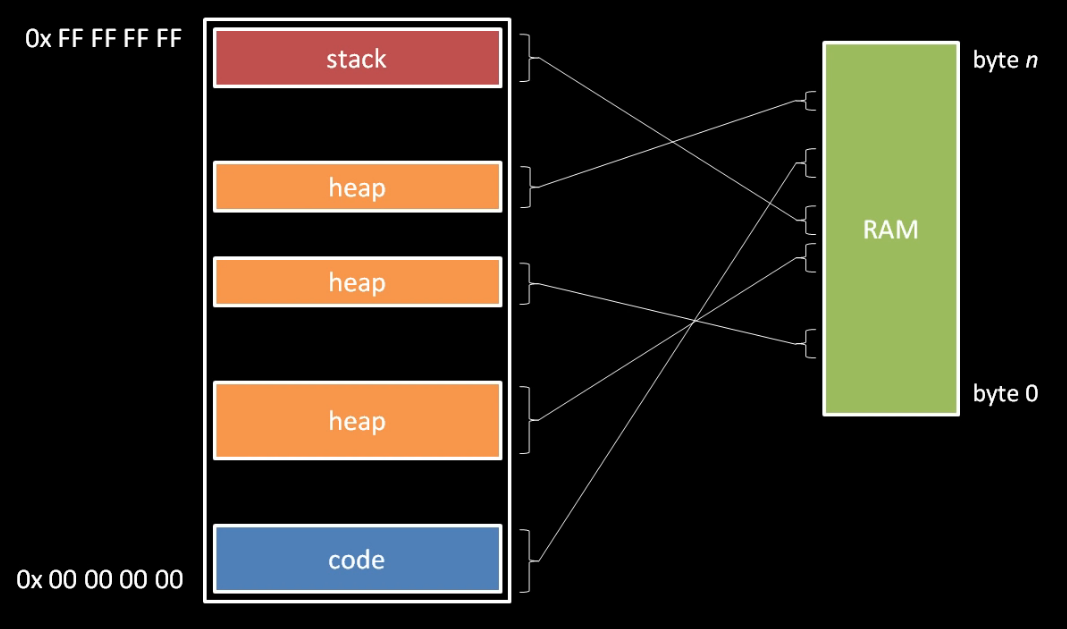 0x FF FF FF FF
stack
byte n
heap
RAM
heap
byte 0
heap
code
0x 00 00 00 00